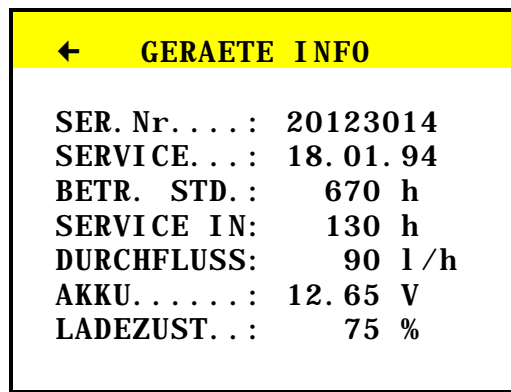 ← GERAETE INFO
SER.Nr....: 20123014
SERVICE...: 18.01.94
BETR. STD.: 670 h
SERVICE IN: 130 h
DURCHFLUSS: 90 l/h
AKKU......: 12.65 V
LADEZUST..: 75 %